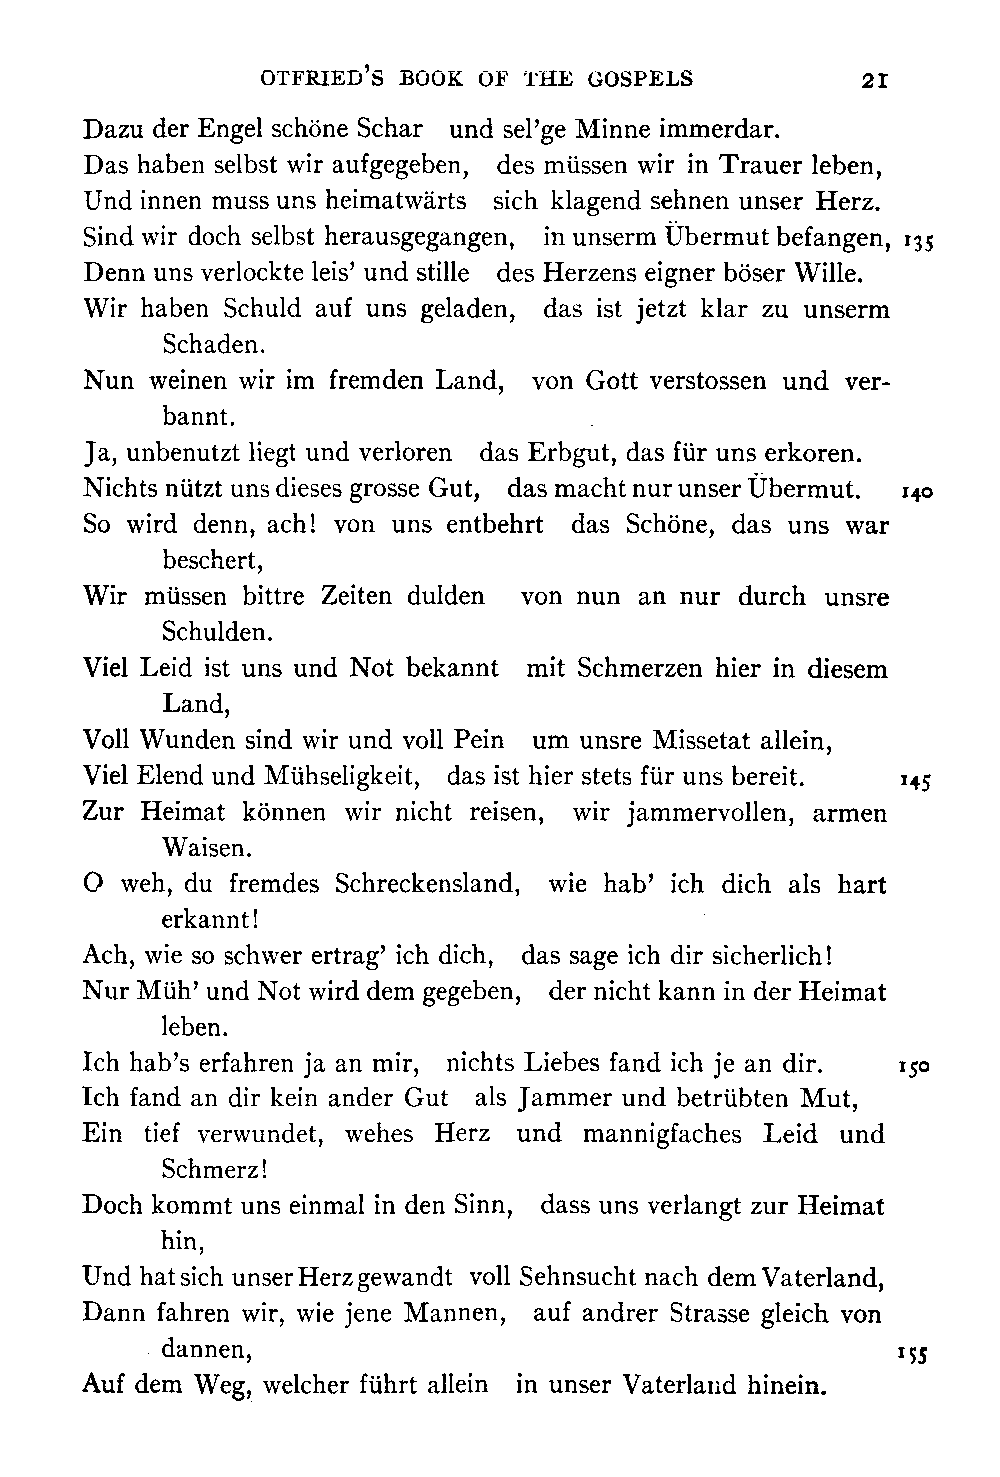 OTFRIED'S BOOK OF THE GOSPELS 21
Dazu der Engel schöne Schar und sel'ge Minne immerdar.
Das haben selbst wir aufgegeben, des müssen wir in Trauer leben,
Und innen muss uns heimatwärts sich klagend sehnen unser Herz.
Sind wir doch selbst herausgegangen, in unserm Übermut befangen, 135
Denn uns verlockte leis' und stille des Herzens eigner böser Wille.
Wir haben Schuld auf uns geladen, das ist jetzt klar zu unserm
Schaden.
Nun weinen wir im fremden Land, von Gott verstossen und ver-
bannt.
Ja, unbenutzt liegt und verloren das Erbgut, das für uns erkoren.
Nichts nützt uns dieses grosse Gut, das macht nur unser Übermut. 140
So wird denn, ach! von uns entbehrt das Schöne, das uns war
beschert,
Wir müssen bittre Zeiten dulden von nun an nur durch unsre
Schulden.
Viel Leid ist uns und Not bekannt mit Schmerzen hier in diesem
Land,
Voll Wunden sind wir und voll Pein um unsre Missetat allein,
Viel Elend und Mühseligkeit, das ist hier stets für uns bereit. 145
Zur Heimat können wir nicht reisen, wir jammervollen, armen
Waisen.
O weh, du fremdes Schreckensland, wie hab' ich dich als hart
erkannt!
Ach, wie so schwer ertrag' ich dich, das sage ich dir sicherlich!
Nur Müh' und Not wird dem gegeben, der nicht kann in der Heimat
leben.
Ich hab's erfahren ja an mir, nichts Liebes fand ich je an dir. 150
Ich fand an dir kein ander Gut als Jammer und betrübten Mut,
Ein tief verwundet, wehes Herz und mannigfaches Leid und
Schmerz!
Doch kommt uns einmal in den Sinn, dass uns verlangt zur Heimat
hin,
Und hat sich unser Herz gewandt voll Sehnsucht nach dem Vaterland,
Dann fahren wir, wie jene Mannen, auf andrer Strasse gleich von
dannen, 155
Auf dem Weg, welcher führt allein in unser Vaterland hinein.